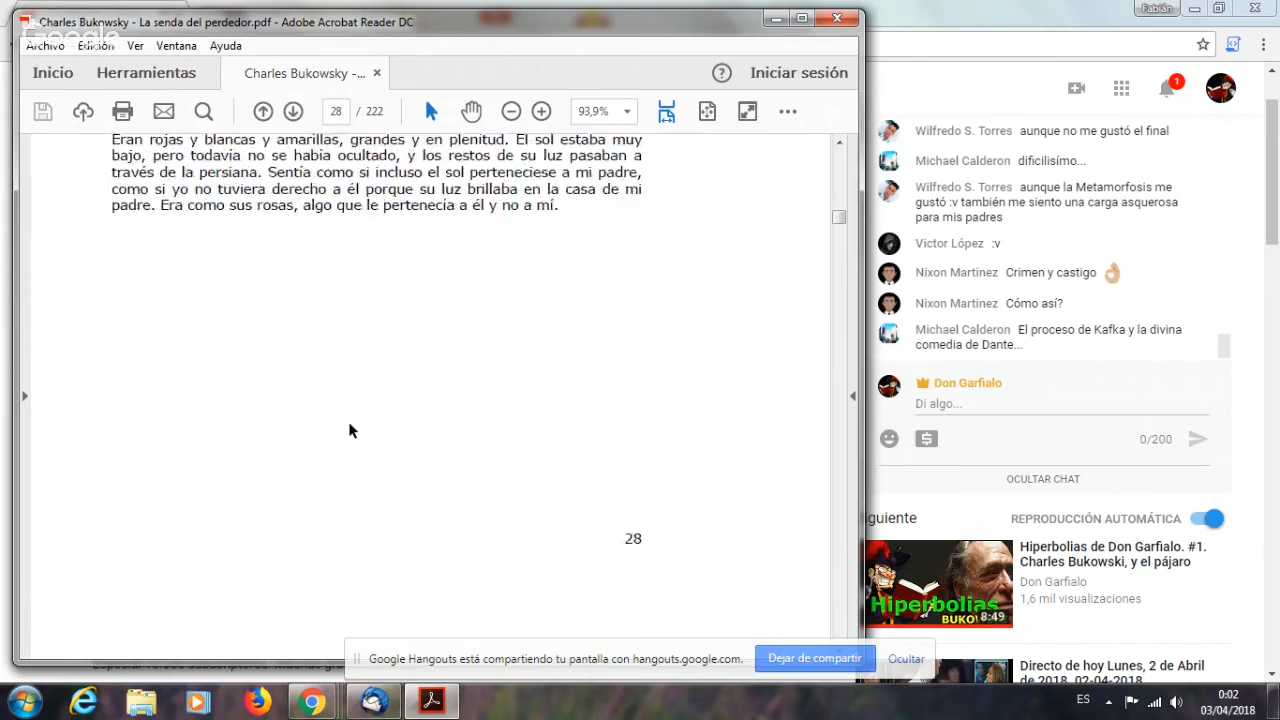 Charles Bukowsky - La senda del perdedor.pdf - Adobe Acrobat Reader DC
Fabián
Google
Archivo Edición Ver Ventana Ayuda
Inicio Herramientas Charles Bukowsky -... × Iniciar sesión
28 / 222 93,9%
Eran rojas y blancas y amarillas, grandes y en plenitud. El sol estaba muy
bajo, pero todavía no se había ocultado, y los restos de su luz pasaban a
través de la persiana. Sentía como si incluso el sol perteneciese a mi padre,
como si yo no tuviera derecho a él porque su luz brillaba en la casa de mi
padre. Era como sus rosas, algo que le pertenecía a él y no a mí.
28
1
Wilfredo S. Torres aunque no me gustó el final
Michael Calderon dificilisímo...
Wilfredo S. Torres aunque la Metamorfosis me
gustó :v también me siento una carga asquerosa
para mis padres
Victor López :v
Nixon Martinez Crimen y castigo 👌🏼
Nixon Martinez Cómo así?
Michael Calderon El proceso de Kafka y la divina
comedia de Dante...
Don Garfialo
Di algo...
0/200
OCULTAR CHAT
iguiente REPRODUCCIÓN AUTOMÁTICA
Hiperbolias de Don Garfialo. #1.
Charles Bukowski, y el pájaro
Don Garfialo
1,6 mil visualizaciones
Hiperbolias
BUKO
8:49
Directo de hoy Lunes, 2 de Abril
de 2018. 02-04-2018
Google Hangouts está compartiendo tu pantalla con hangouts.google.com. Dejar de compartir Ocultar
ES 0:02
03/04/2018